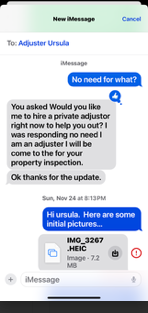 New iMessage
Cancel
To: Adjuster Ursula
iMessage
No need for what?
You asked Would you like
me to hire a private adjustor
right now to help you out? I
was responding no need I
am an adjuster I will be
come to the for your
property inspection.
Ok thanks for the update.
Sun, Nov 24 at 8:13PM
Hi ursula. Here are some
initial pictures...
IMG_3267
.HEIC
Image · 7.2
MB
iMessage